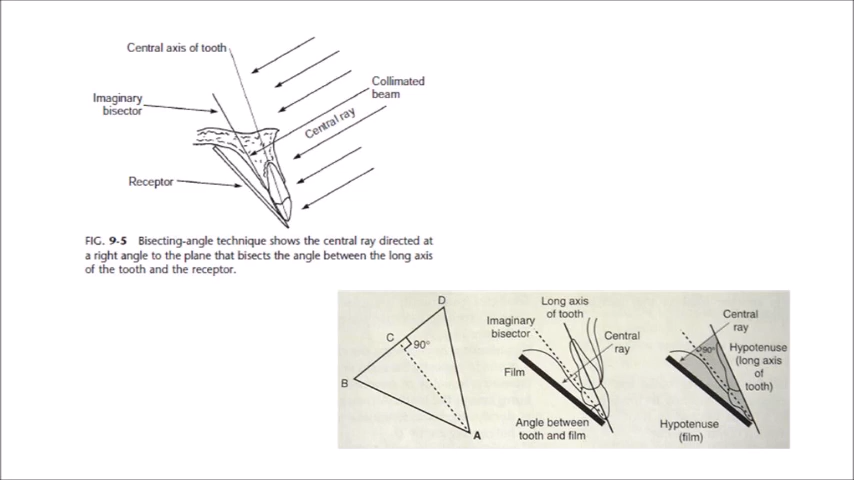 Central axis of tooth
Imaginary
bisector
Collimated
beam
Central ray
Receptor
FIG. 9-5 Bisecting-angle technique shows the central ray directed at
a right angle to the plane that bisects the angle between the long axis
of the tooth and the receptor.
D
C
90°
B
A
Long axis
of tooth
Imaginary
bisector
Central
ray
Film
Angle between
tooth and film
Central
ray
90°
Hypotenuse
(long axis
of
tooth)
Hypotenuse
(film)